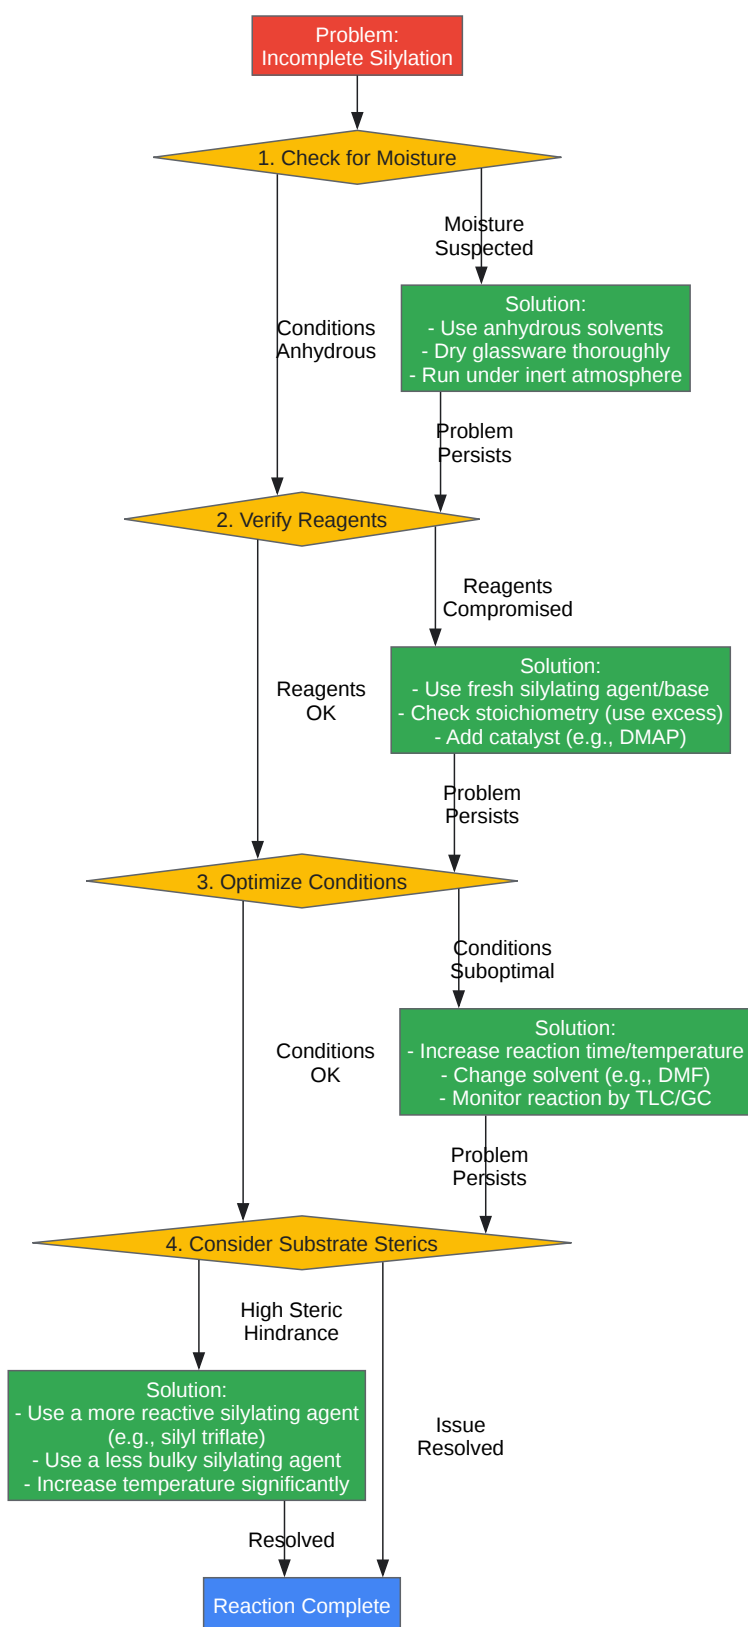 Problem:
Incomplete Silylation
1. Check for Moisture
Moisture
Suspected
Conditions
Anhydrous
Solution:
- Use anhydrous solvents
- Dry glassware thoroughly
- Run under inert atmosphere
Problem
Persists
2. Verify Reagents
Reagents
Compromised
Reagents
OK
Solution:
- Use fresh silylating agent/base
- Check stoichiometry (use excess)
- Add catalyst (e.g., DMAP)
Problem
Persists
3. Optimize Conditions
Conditions
Suboptimal
Conditions
OK
Solution:
- Increase reaction time/temperature
- Change solvent (e.g., DMF)
- Monitor reaction by TLC/GC
Problem
Persists
4. Consider Substrate Sterics
High Steric
Hindrance
Solution:
- Use a more reactive silylating agent
(e.g., silyl triflate)
- Use a less bulky silylating agent
- Increase temperature significantly
Issue
Resolved
Resolved
Reaction Complete